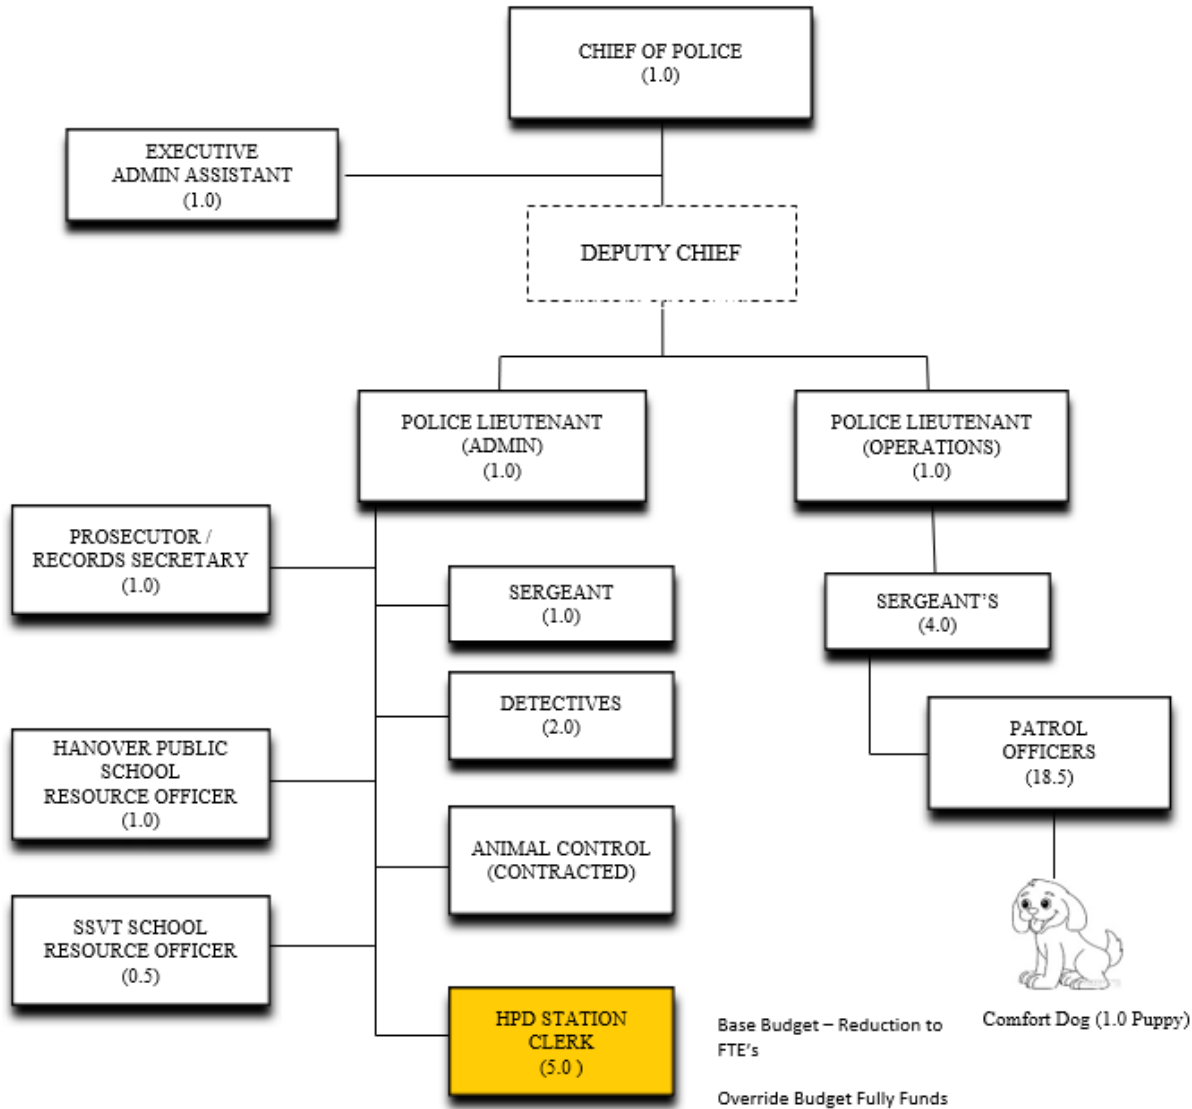 CHIEF OF POLICE
(1.0)
EXECUTIVE
ADMIN ASSISTANT
(1.0)
DEPUTY CHIEF
POLICE LIEUTENANT
(ADMIN)
(1.0)
POLICE LIEUTENANT
(OPERATIONS)
(1.0)
PROSECUTOR /
RECORDS SECRETARY
(1.0)
SERGEANT
(1.0)
SERGEANT’S
(4.0)
DETECTIVES
(2.0)
PATROL
OFFICERS
(18.5)
HANOVER PUBLIC
SCHOOL
RESOURCE OFFICER
(1.0)
ANIMAL CONTROL
(CONTRACTED)
SSVT SCHOOL
RESOURCE OFFICER
(0.5)
HPD STATION
CLERK
(5.0 )
Comfort Dog (1.0 Puppy)
Base Budget – Reduction to
FTE’s
Override Budget Fully Funds